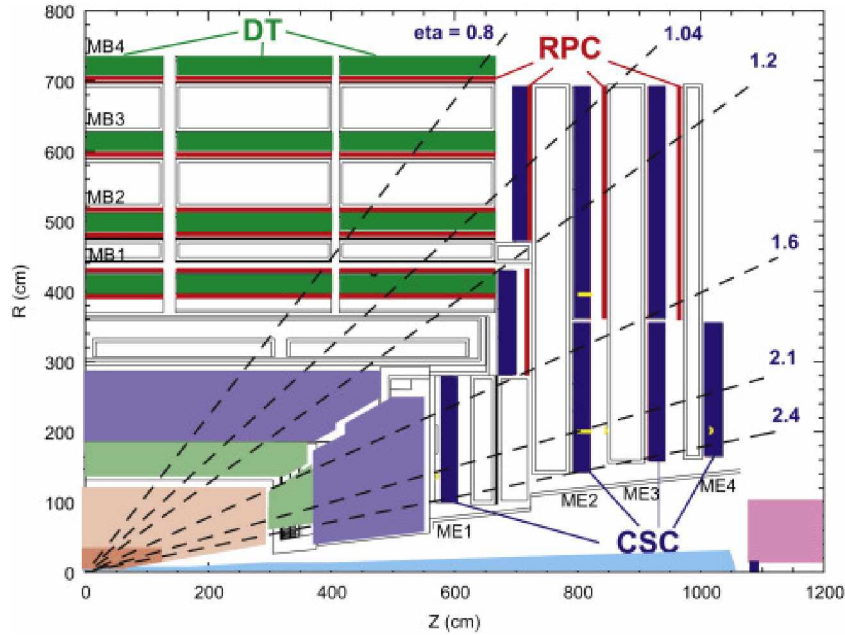 800
MB4
DT
eta = 0.8
RPC
1.04
1.2
700
MB3
600
MB2
500
MB1
1.6
400
R (cm)
300
2.1
2.4
200
100
ME1
ME2
ME3
ME4
CSC
0
0
200
400
600
800
1000
1200
Z (cm)